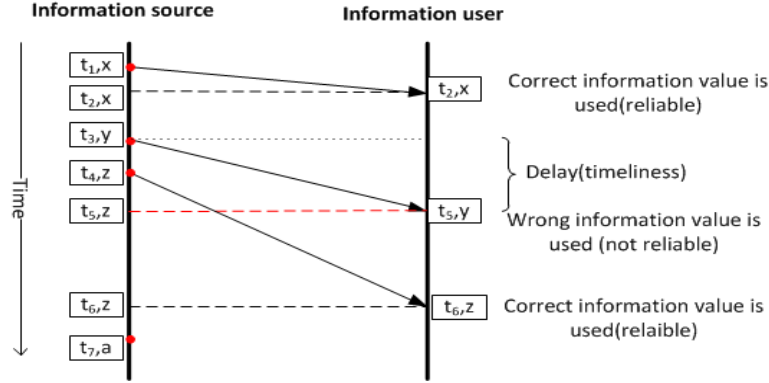 Information source
Information user
t₁,x
t₂,x
t₂,x
Correct information value is
used(reliable)
t₃,y
t₄,z
Delay(timeliness)
Time
t₅,z
t₅,y
Wrong information value is
used (not reliable)
t₆,z
t₆,z
Correct information value is
used(relaible)
t₇,a